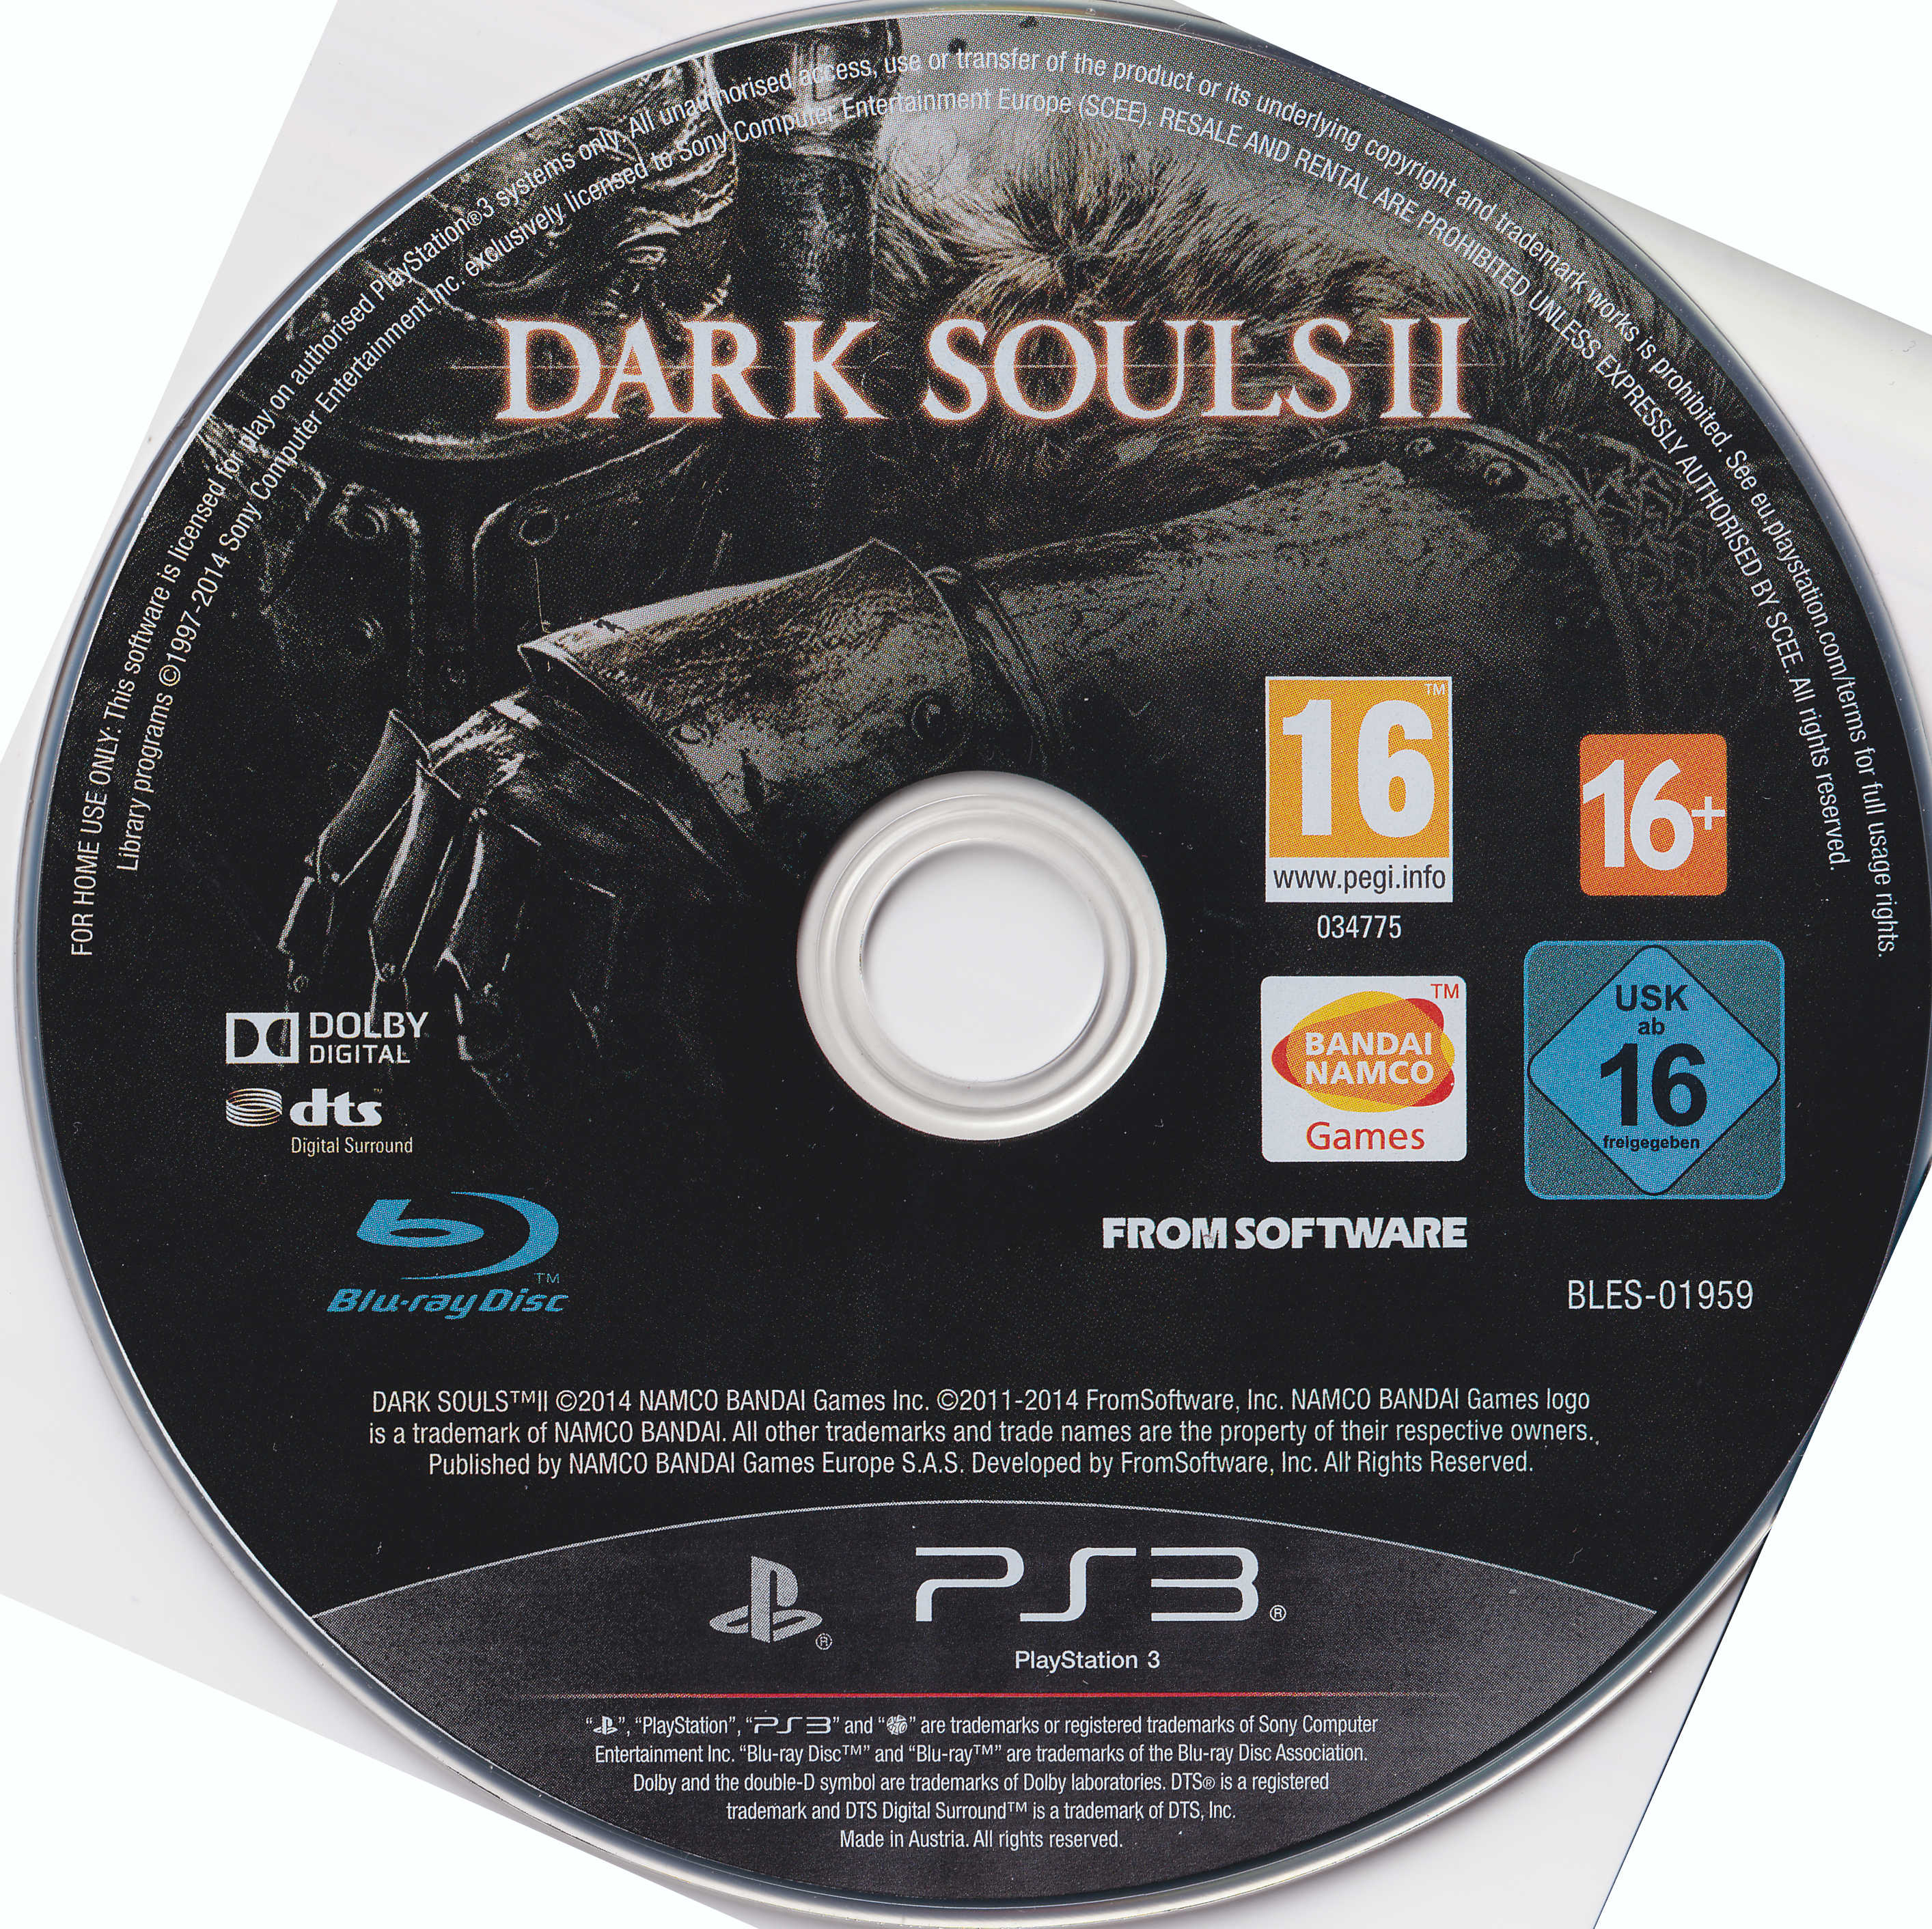 FOR HOME USE ONLY: This software is licensed for play on authorised PlayStation®3 systems only. All unauthorised access, use or transfer of the product or its underlying copyright and trademark works is prohibited. See eu.playstation.com/terms for full usage rights.
Library programs ©1997-2014 Sony Computer Entertainment Inc. exclusively licensed to Sony Computer Entertainment Europe (SCEE). RESALE AND RENTAL ARE PROHIBITED UNLESS EXPRESSLY AUTHORISED BY SCEE. All rights reserved.
DARK SOULS II
16™
www.pegi.info
034775
16+
DOLBY
DIGITAL
dts
Digital Surround
BANDAI
NAMCO
Games
™
USK
ab
16
freigegeben
Blu-ray Disc™
FROM SOFTWARE
BLES-01959
DARK SOULS™II ©2014 NAMCO BANDAI Games Inc. ©2011-2014 FromSoftware, Inc. NAMCO BANDAI Games logo
is a trademark of NAMCO BANDAI. All other trademarks and trade names are the property of their respective owners.
Published by NAMCO BANDAI Games Europe S.A.S. Developed by FromSoftware, Inc. All Rights Reserved.
® PS3®
PlayStation 3
“ ”, “PlayStation”, “PS3” and “ ” are trademarks or registered trademarks of Sony Computer
Entertainment Inc. “Blu-ray Disc™” and “Blu-ray™” are trademarks of the Blu-ray Disc Association.
Dolby and the double-D symbol are trademarks of Dolby laboratories. DTS® is a registered
trademark and DTS Digital Surround™ is a trademark of DTS, Inc.
Made in Austria. All rights reserved.